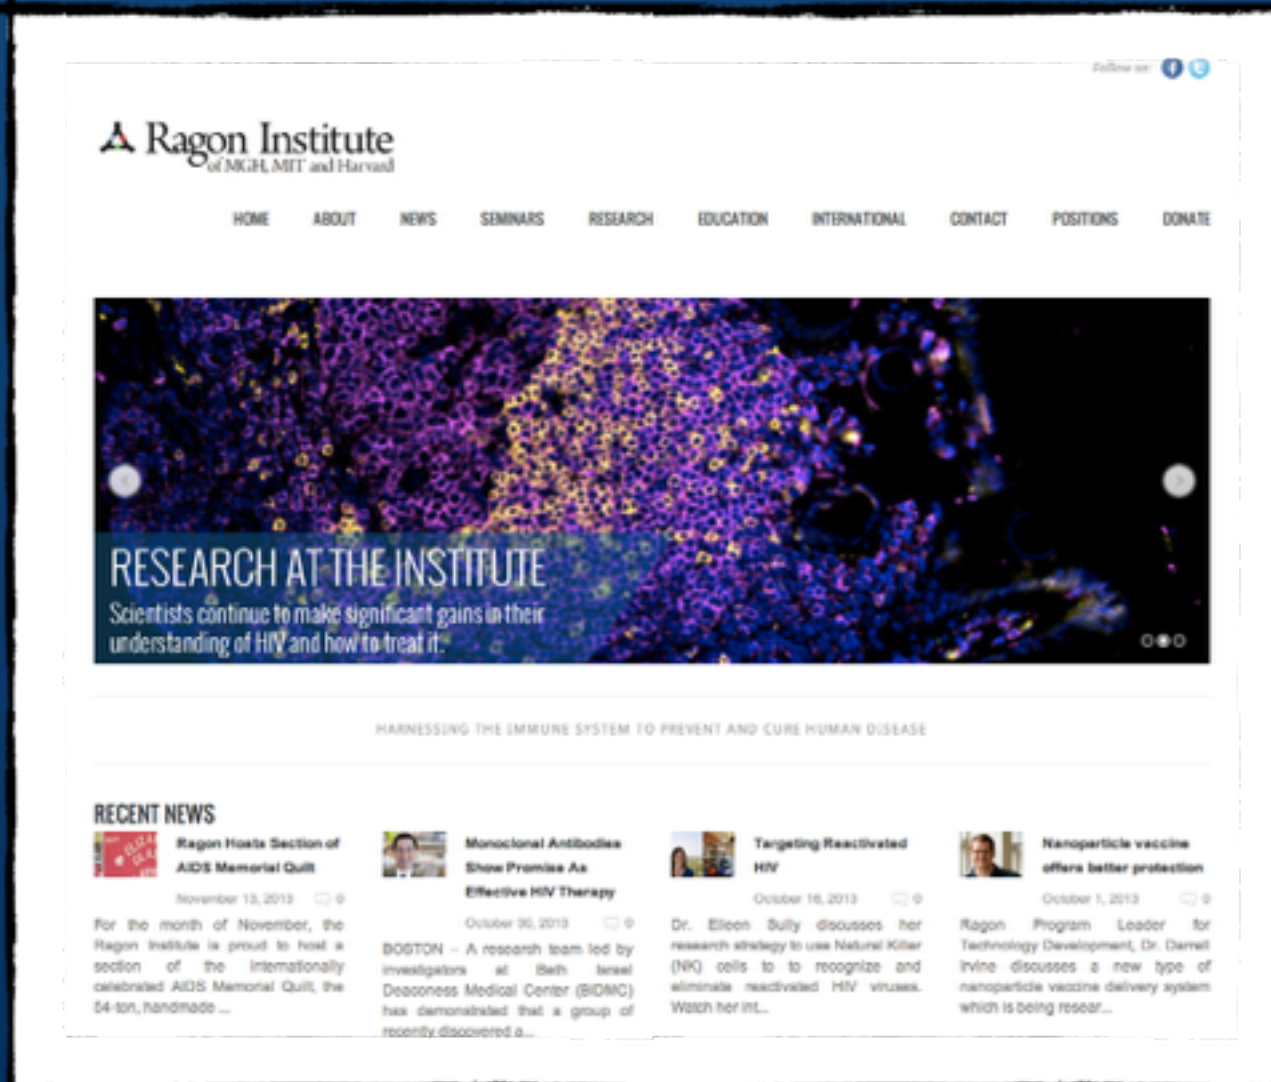 Follow us:
Ragon Institute
of MGH, MIT and Harvard
HOME ABOUT NEWS SEMINARS RESEARCH EDUCATION INTERNATIONAL CONTACT POSITIONS DONATE
RESEARCH AT THE INSTITUTE
Scientists continue to make significant gains in their
understanding of HIV and how to treat it.
HARNESSING THE IMMUNE SYSTEM TO PREVENT AND CURE HUMAN DISEASE
RECENT NEWS
Ragon Hosts Section of
AIDS Memorial Quilt
November 13, 2013 0
For the month of November, the
Ragon Institute is proud to host a
section of the internationally
celebrated AIDS Memorial Quilt, the
54-ton, handmade ...
Monoclonal Antibodies
Show Promise As
Effective HIV Therapy
October 30, 2013 0
BOSTON – A research team led by
investigators at Beth Israel
Deaconess Medical Center (BIDMC)
has demonstrated that a group of
recently discovered a...
Targeting Reactivated
HIV
October 16, 2013 0
Dr. Eileen Sully discusses her
research strategy to use Natural Killer
(NK) cells to to recognize and
eliminate reactivated HIV viruses.
Watch her int...
Nanoparticle vaccine
offers better protection
October 1, 2013 0
Ragon Program Leader for
Technology Development, Dr. Darrell
Irvine discusses a new type of
nanoparticle vaccine delivery system
which is being resear...